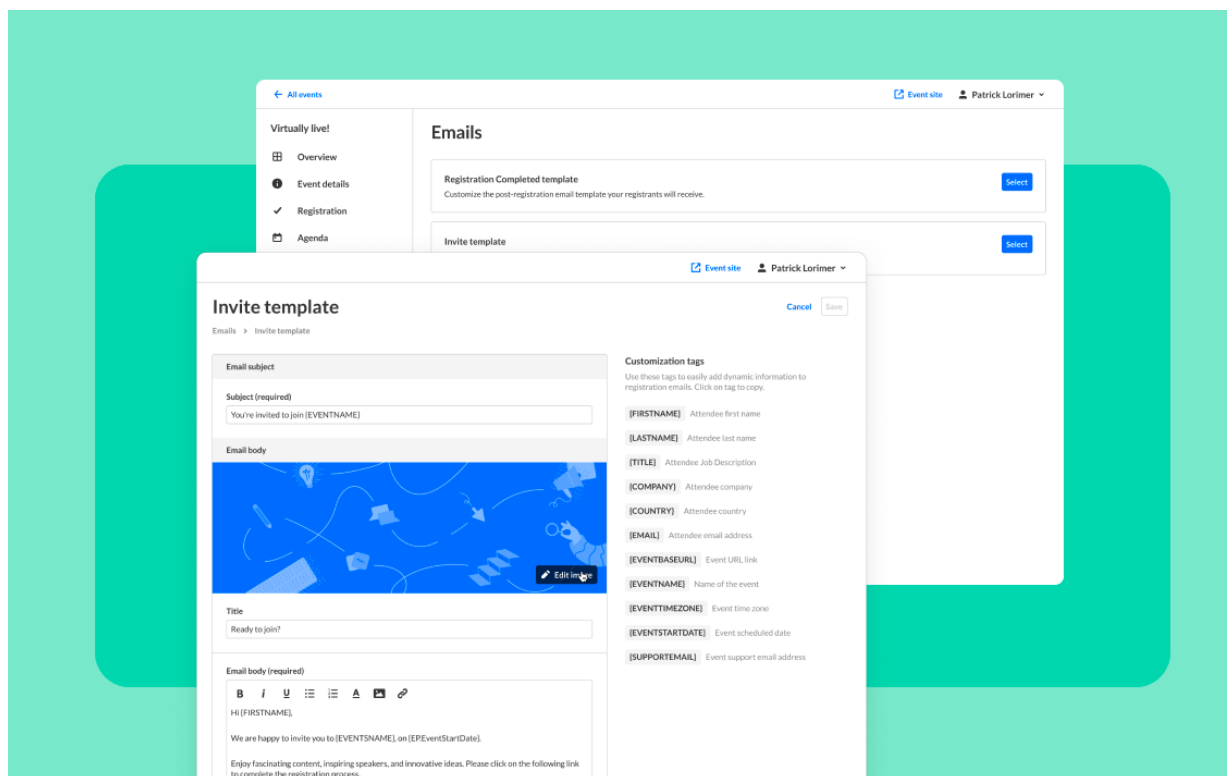 All events
Event site
Patrick Lorimer
Virtually live!
Overview
Event details
Registration
Agenda
Emails
Registration Completed template
Customize the post-registration email template your registrants will receive.
Select
Invite template
Select
Event site
Patrick Lorimer
Invite template
Cancel
Save
Emails > Invite template
Email subject
Subject (required)
You're invited to join {EVENTNAME}
Email body
Edit image
Title
Ready to join?
Email body (required)
B i U A
Hi {FIRSTNAME},
We are happy to invite you to {EVENTSNAME}, on {EP.EventStartDate}.
Enjoy fascinating content, inspiring speakers, and innovative ideas. Please click on the following link
to complete the registration process.
Customization tags
Use these tags to easily add dynamic information to
registration emails. Click on tag to copy.
{FIRSTNAME} Attendee first name
{LASTNAME} Attendee last name
{TITLE} Attendee Job Description
{COMPANY} Attendee company
{COUNTRY} Attendee country
{EMAIL} Attendee email address
{EVENTBASEURL} Event URL link
{EVENTNAME} Name of the event
{EVENTTIMEZONE} Event time zone
{EVENTSTARTDATE} Event scheduled date
{SUPPORTEMAIL} Event support email address